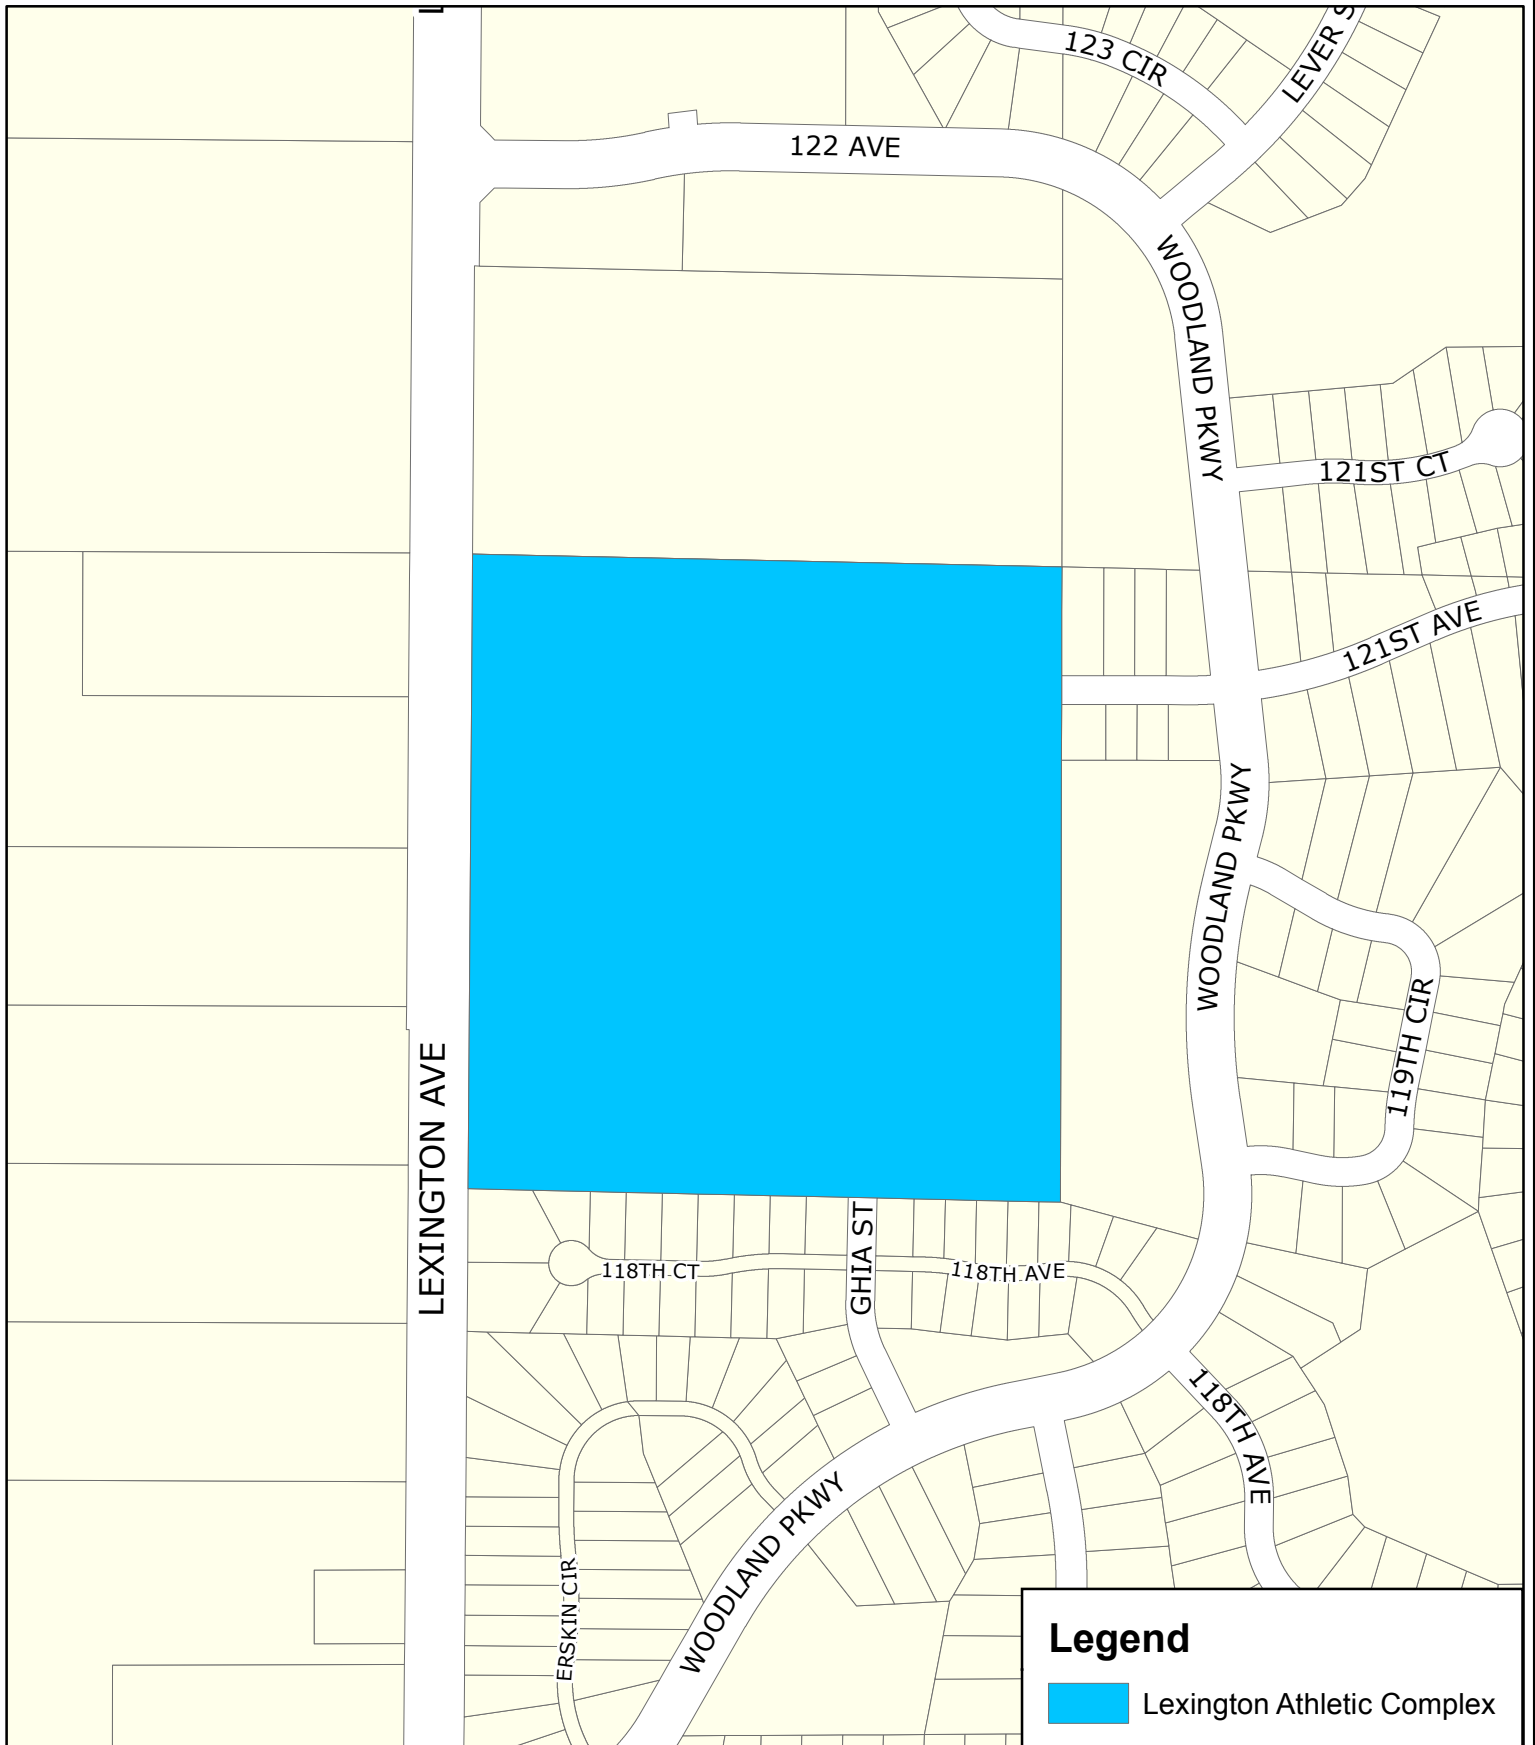 123 CIR
LEVER S
122 AVE
WOODLAND PKWY
121ST CT
121ST AVE
WOODLAND PKWY
119TH CIR
LEXINGTON AVE
GHIA ST
118TH CT
118TH AVE
118TH AVE
WOODLAND PKWY
ERSKIN CIR
Legend
Lexington Athletic Complex